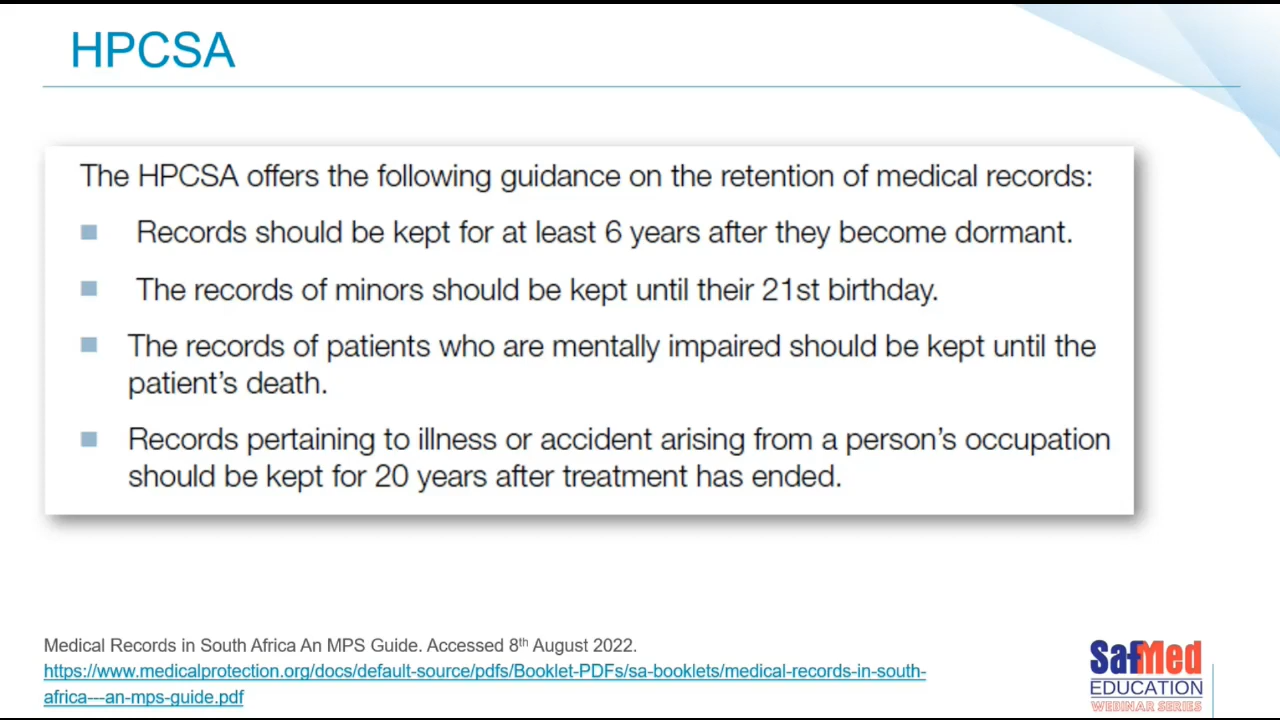 HPCSA
The HPCSA offers the following guidance on the retention of medical records:
Records should be kept for at least 6 years after they become dormant.
The records of minors should be kept until their 21st birthday.
The records of patients who are mentally impaired should be kept until the
patient's death.
Records pertaining to illness or accident arising from a person's occupation
should be kept for 20 years after treatment has ended.
Medical Records in South Africa An MPS Guide. Accessed 8th August 2022.
https://www.medicalprotection.org/docs/default-source/pdfs/Booklet-PDFs/sa-booklets/medical-records-in-south-
africa---an-mps-guide.pdf
SafMed
EDUCATION
WEBINAR SERIES